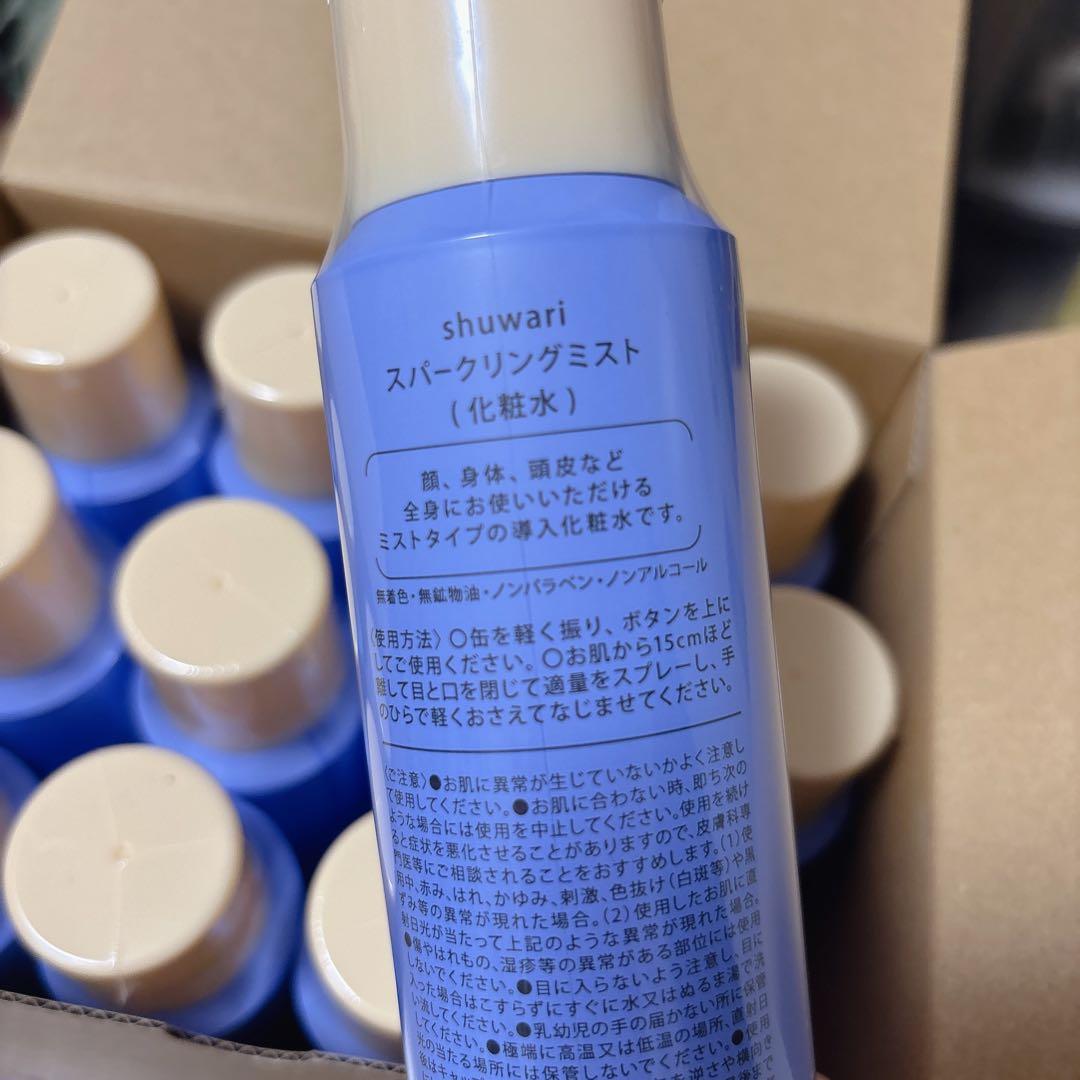 shuwari
スパークリングミスト
(化粧水)
顔、身体、頭皮など
全身にお使いいただける
ミストタイプの導入化粧水です。
無着色・無鉱物油・ノンパラベン・ノンアルコール
〈使用方法〉〇缶を軽く振り、ボタンを上に
してご使用ください。〇お肌から15cmほど
離して目と口を閉じて適量をスプレーし、手
のひらで軽くおさえてなじませてください。
〈ご注意〉●お肌に異常が生じていないかよく注意し
て使用してください。●お肌に合わない時、即ち次の
ような場合には使用を中止してください。使用を続け
ると症状を悪化させることがありますので、皮膚科専
門医等にご相談されることをおすすめします。(1)使
用中、赤み、はれ、かゆみ、刺激、色抜け(白斑等)や黒
ずみ等の異常が現れた場合。(2)使用したお肌に直
射日光が当たって上記のような異常が現れた場合。
●傷やはれもの、湿疹等の異常がある部位には使用
しないでください。●目に入らないよう注意し、目に
入った場合はこすらずにすぐに水又はぬるま湯で洗
い流してください。●乳幼児の手の届かない所に保管
してください。●極端に高温又は低温の場所、直射日
光の当たる場所には保管しないでください。●使用